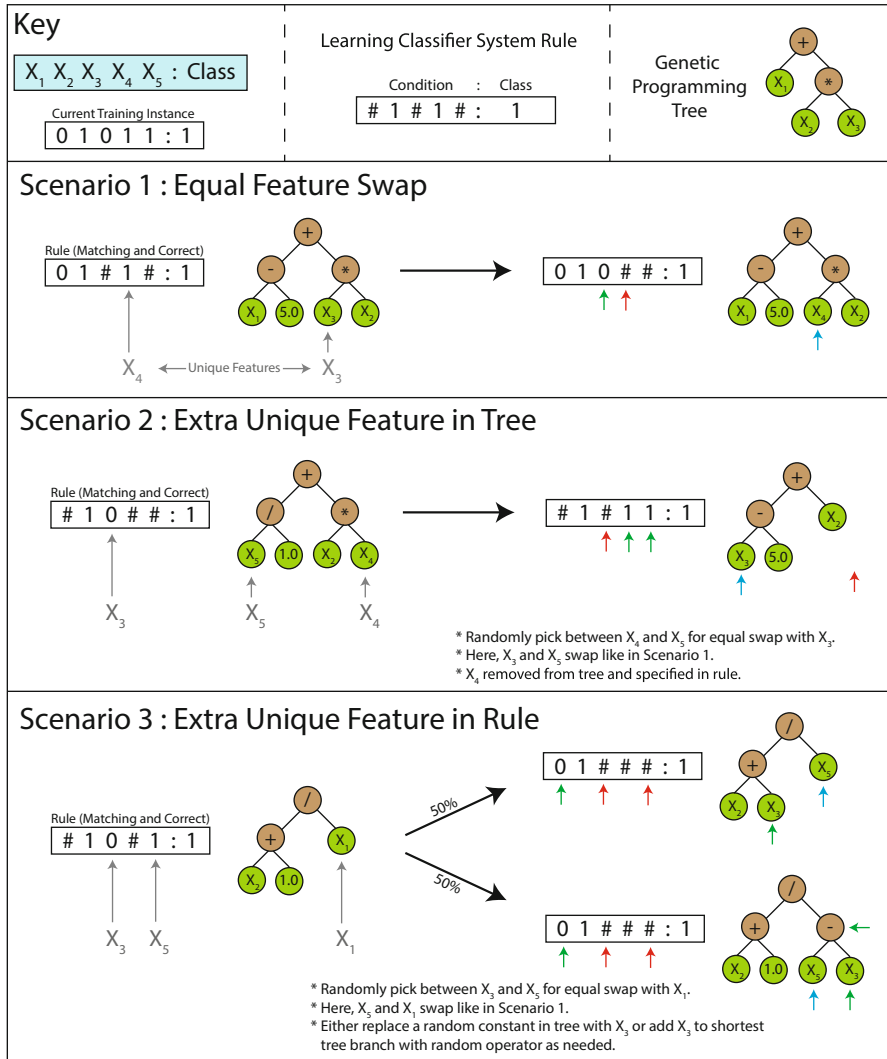 Key
X₁ X₂ X₃ X₄ X₅ : Class
Current Training Instance
0 1 0 1 1 : 1
Learning Classifier System Rule
Condition : Class
# 1 # 1 # : 1
Genetic
Programming
Tree
+
X₁ *
X₂ X₃
Scenario 1 : Equal Feature Swap
Rule (Matching and Correct)
0 1 # 1 # : 1
+
- *
X₁ 5.0 X₃ X₂
X₄ Unique Features X₃
0 1 0 # # : 1
+
- *
X₁ 5.0 X₄ X₂
Scenario 2 : Extra Unique Feature in Tree
Rule (Matching and Correct)
# 1 0 # # : 1
+
/ *
X₅ 1.0 X₂ X₄
X₃ X₅ X₄
# 1 # 1 1 : 1
+
- X₂
X₃ 5.0
* Randomly pick between X₄ and X₅ for equal swap with X₃.
* Here, X₃ and X₅ swap like in Scenario 1.
* X₄ removed from tree and specified in rule.
Scenario 3 : Extra Unique Feature in Rule
Rule (Matching and Correct)
# 1 0 # 1 : 1
/
+ X₁
X₂ 1.0
X₃ X₅ X₁
50%
0 1 # # # : 1
/
+ X₅
X₂ X₃
50%
0 1 # # # : 1
/
+ -
X₂ 1.0 X₅ X₃
* Randomly pick between X₃ and X₅ for equal swap with X₁.
* Here, X₅ and X₁ swap like in Scenario 1.
* Either replace a random constant in tree with X₃ or add X₃ to shortest
tree branch with random operator as needed.